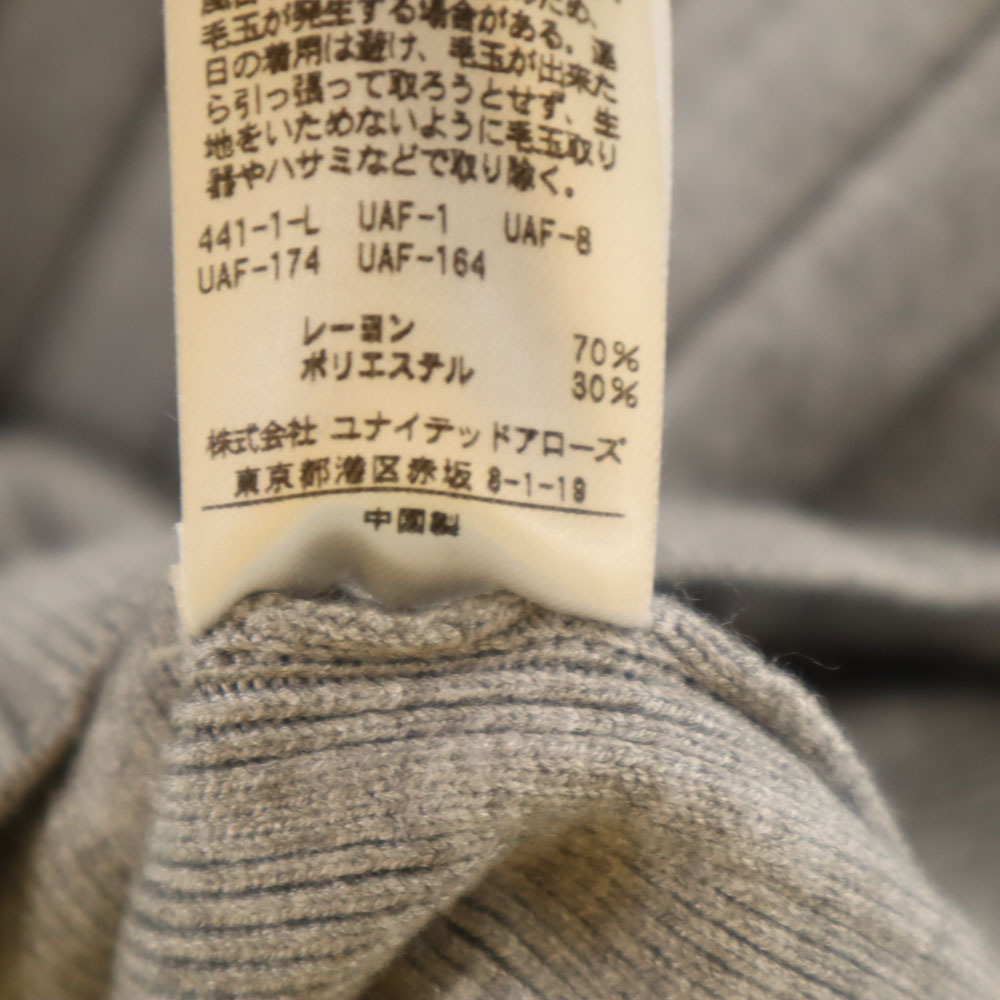 毛玉が発生する場合がある。連
日の着用は避け、毛玉が出来た
ら引っ張って取ろうとせず、生
地をいためないように毛玉取り
器やハサミなどで取り除く。
441-1-L UAF-1 UAF-8
UAF-174 UAF-164
レーヨン 70%
ポリエステル 30%
株式会社 ユナイテッドアローズ
東京都港区赤坂 8-1-19
中国製